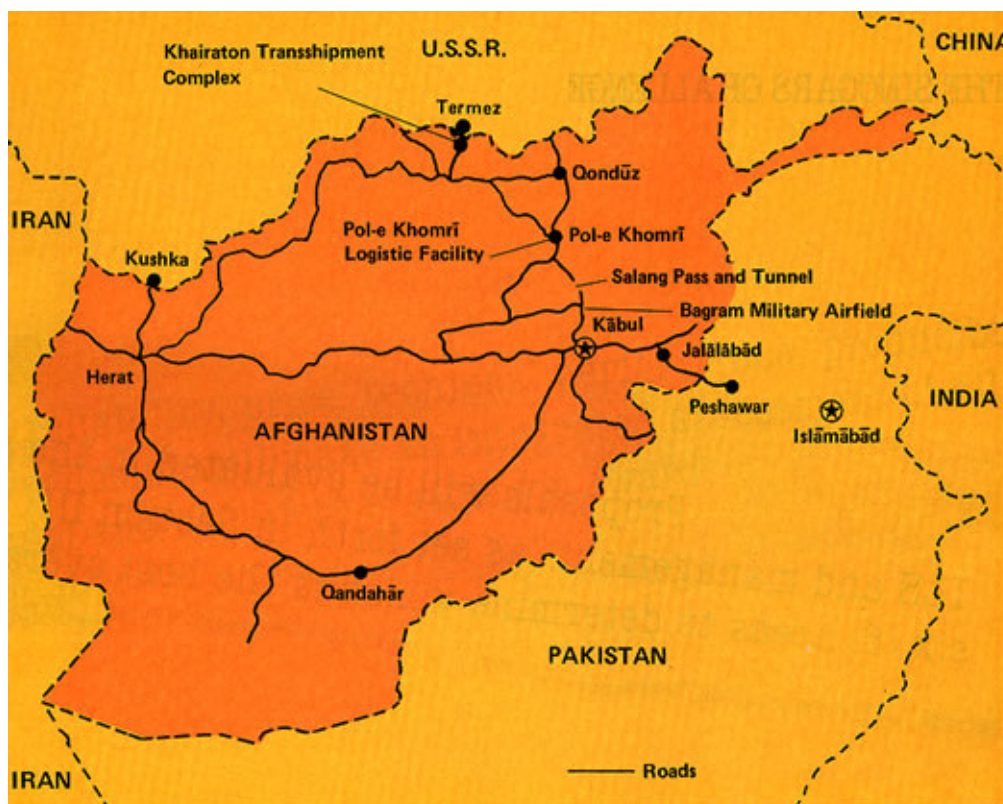 CHINA
U.S.S.R.
Khairaton Transshipment
Complex
Termez
Qondūz
IRAN
Pol-e Khomrī
Logistic Facility
Pol-e Khomrī
Kushka
Salang Pass and Tunnel
Bagram Military Airfield
Kābul
Herat
Jalālābād
Peshawar
INDIA
Islāmābād
AFGHANISTAN
Qandahār
PAKISTAN
IRAN
Roads